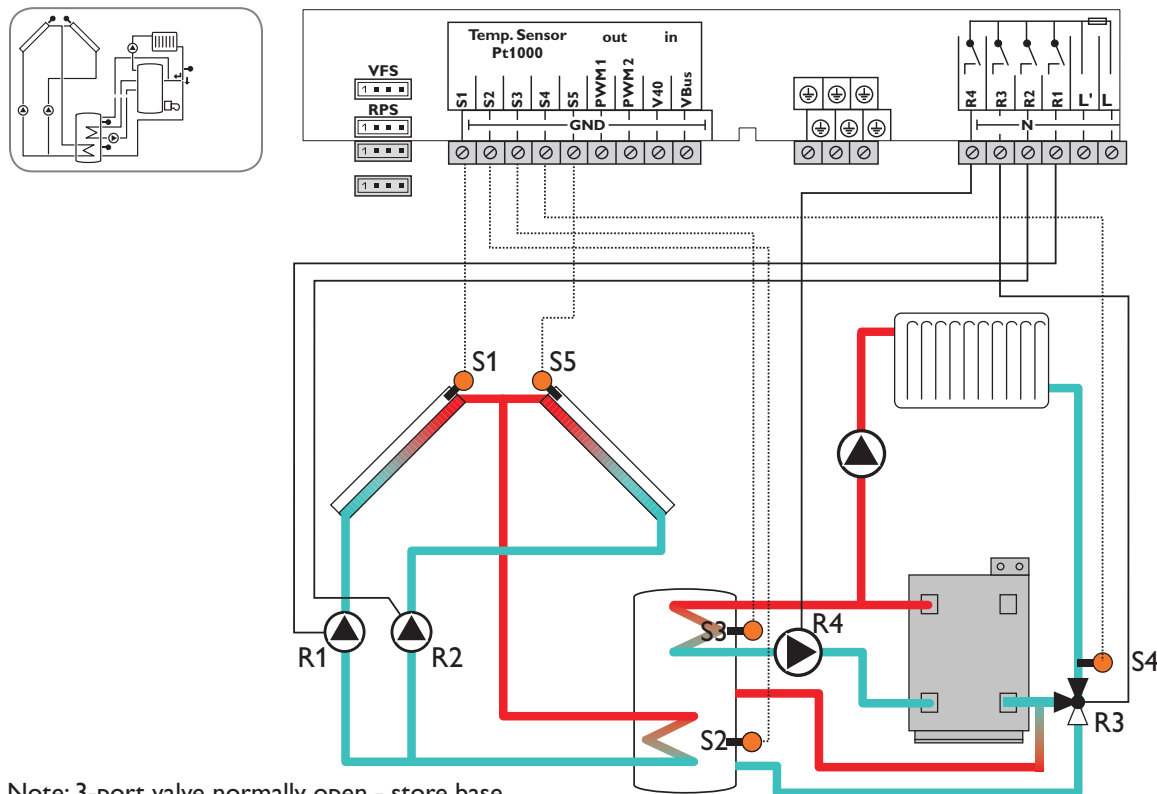 Temp. Sensor
Pt1000
out
in
VFS
1
RPS
1
1
1
S1
S2
S3
S4
S5
PWM1
PWM2
V40
VBus
GND
R4
R3
R2
R1
L'
L
N
S1
S5
S3
R4
S4
R1
R2
S2
R3
Note: 3-port valve normally open - store base